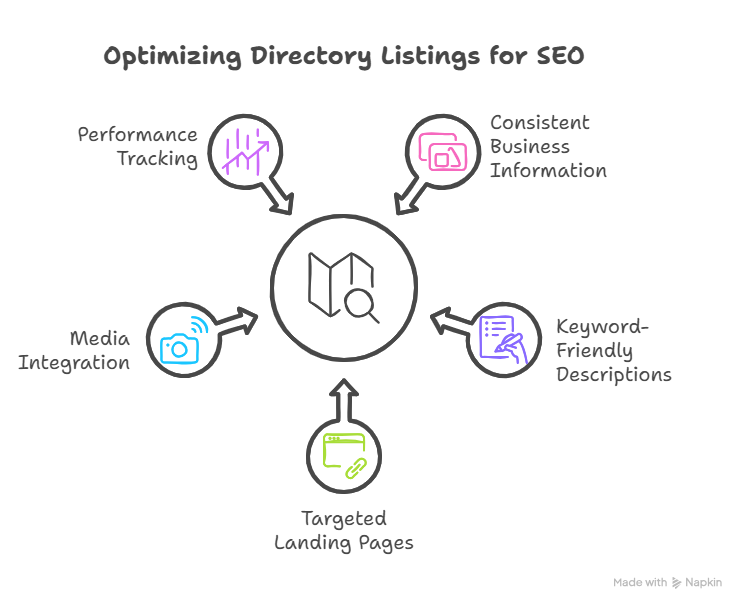 Optimizing Directory Listings for SEO
Performance
Tracking
Consistent
Business
Information
Media
Integration
Keyword-
Friendly
Descriptions
Targeted
Landing Pages
Made with Napkin